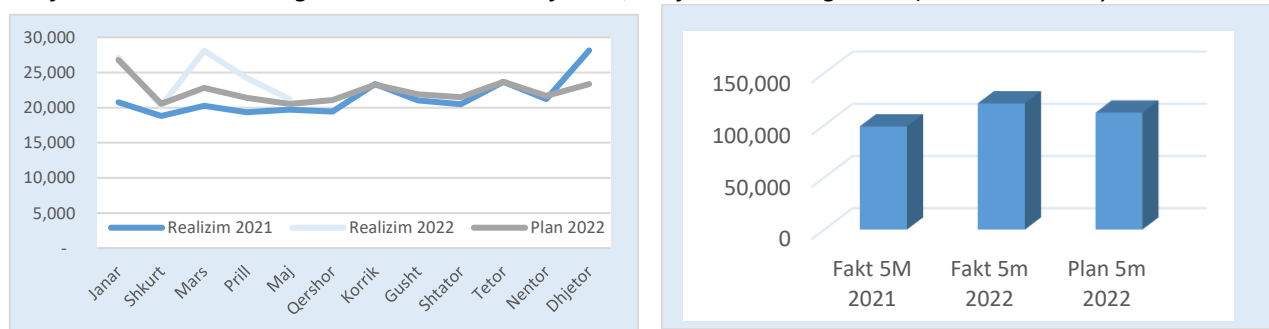 30,000
25,000
20,000
15,000
10,000
5,000
-
Realizim 2021 Realizim 2022 Plan 2022
Janar Shkurt Mars Prill Maj Qershor Korrik Gusht Shtator Tetor Nentor Dhjetor
150,000
100,000
50,000
0
Fakt 5M 2021
Fakt 5m 2022
Plan 5m 2022